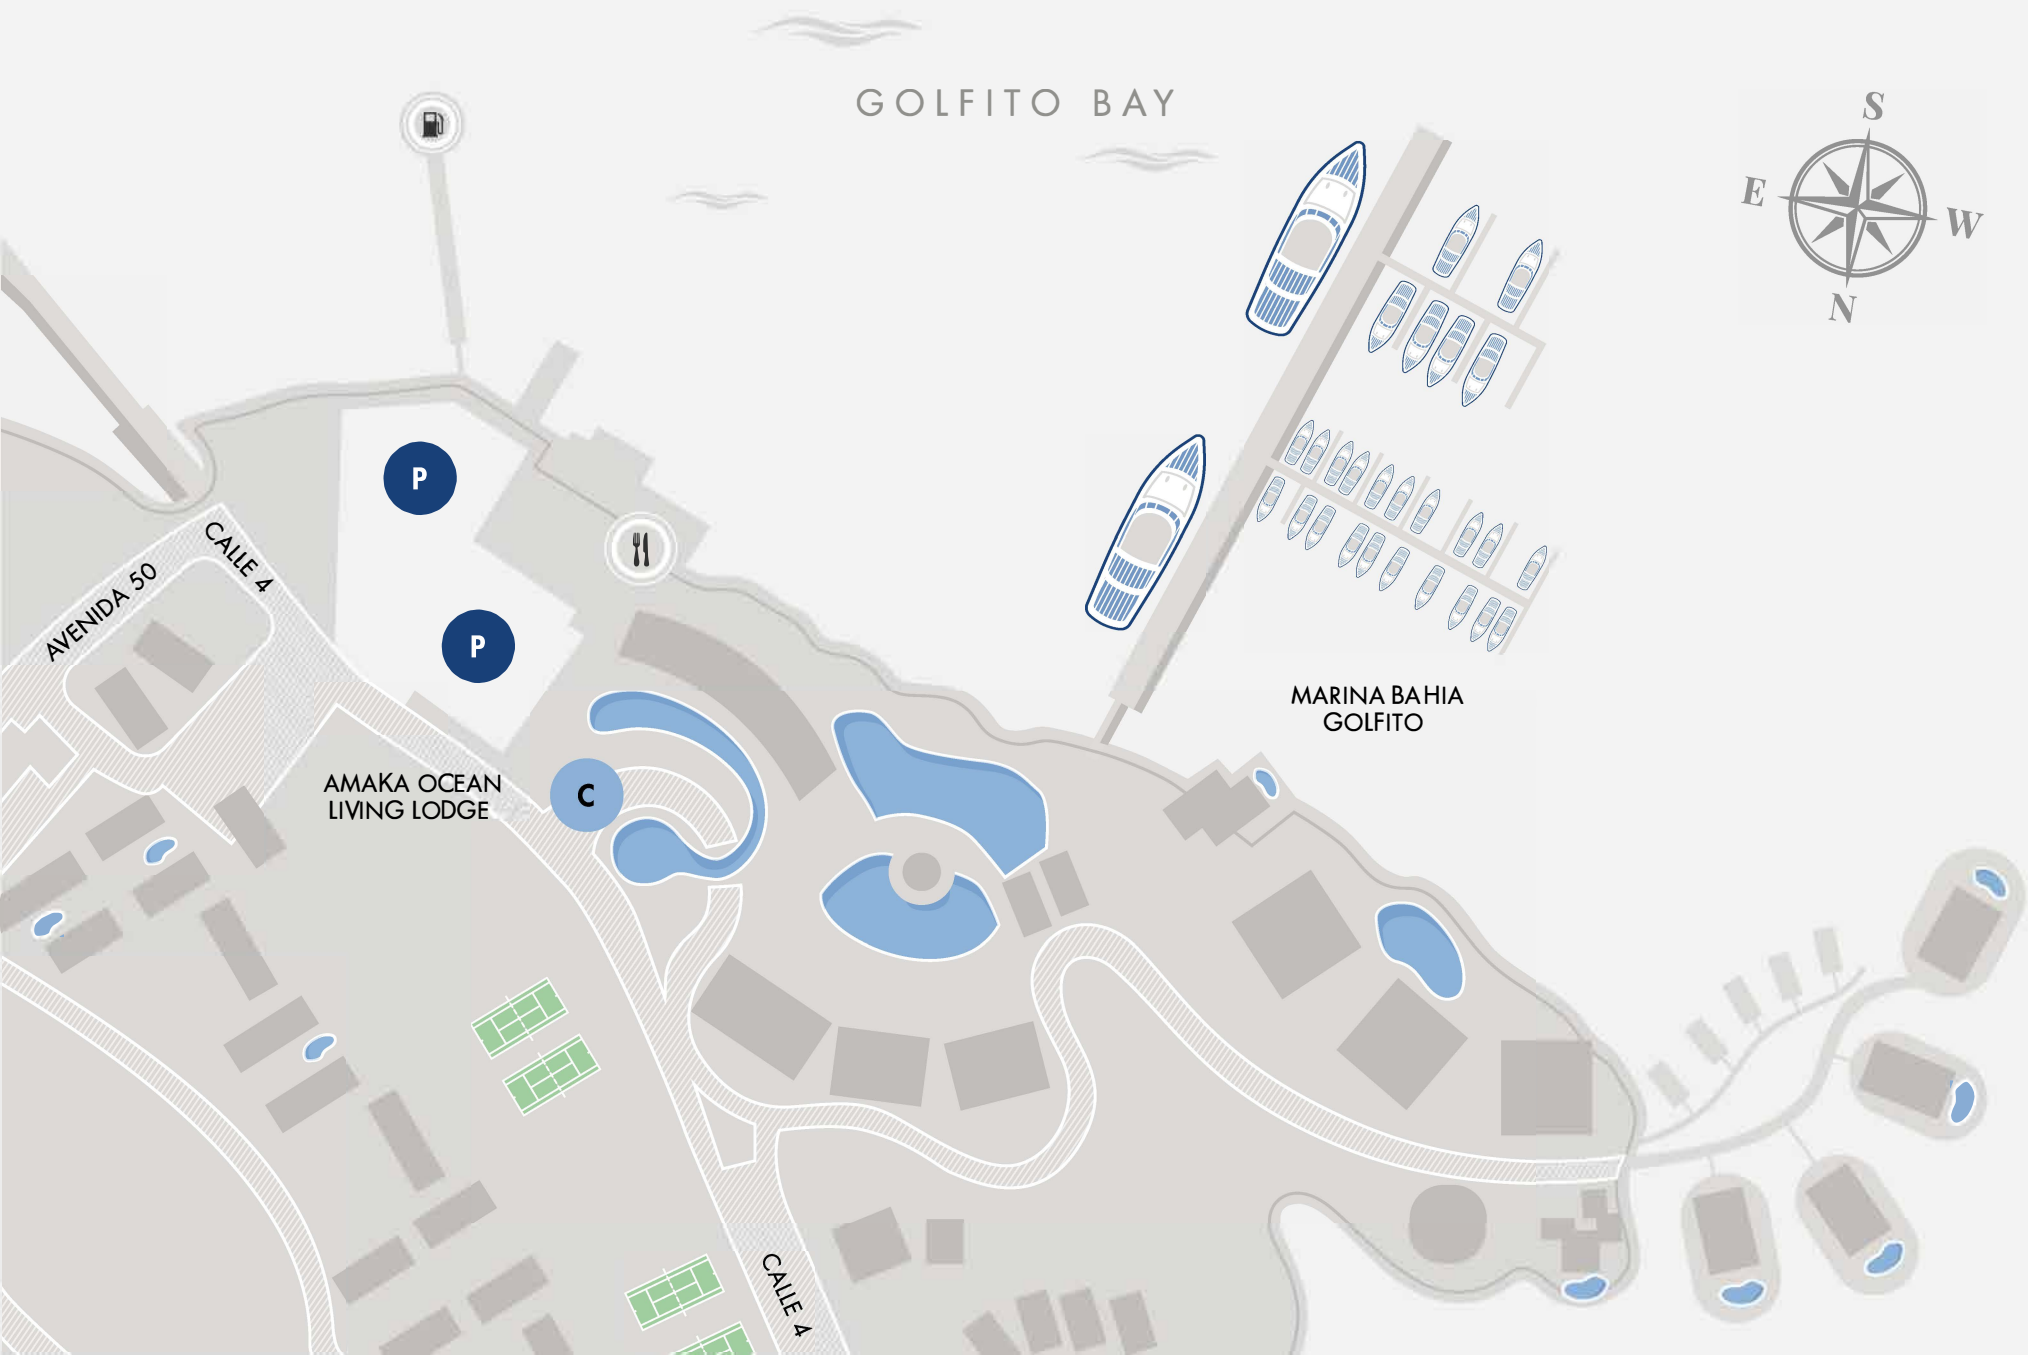 GOLFITO BAY
S
E
W
N
P
CALLE 4
AVENIDA 50
P
MARINA BAHIA
GOLFITO
AMAKA OCEAN
LIVING LODGE
C
CALLE 4